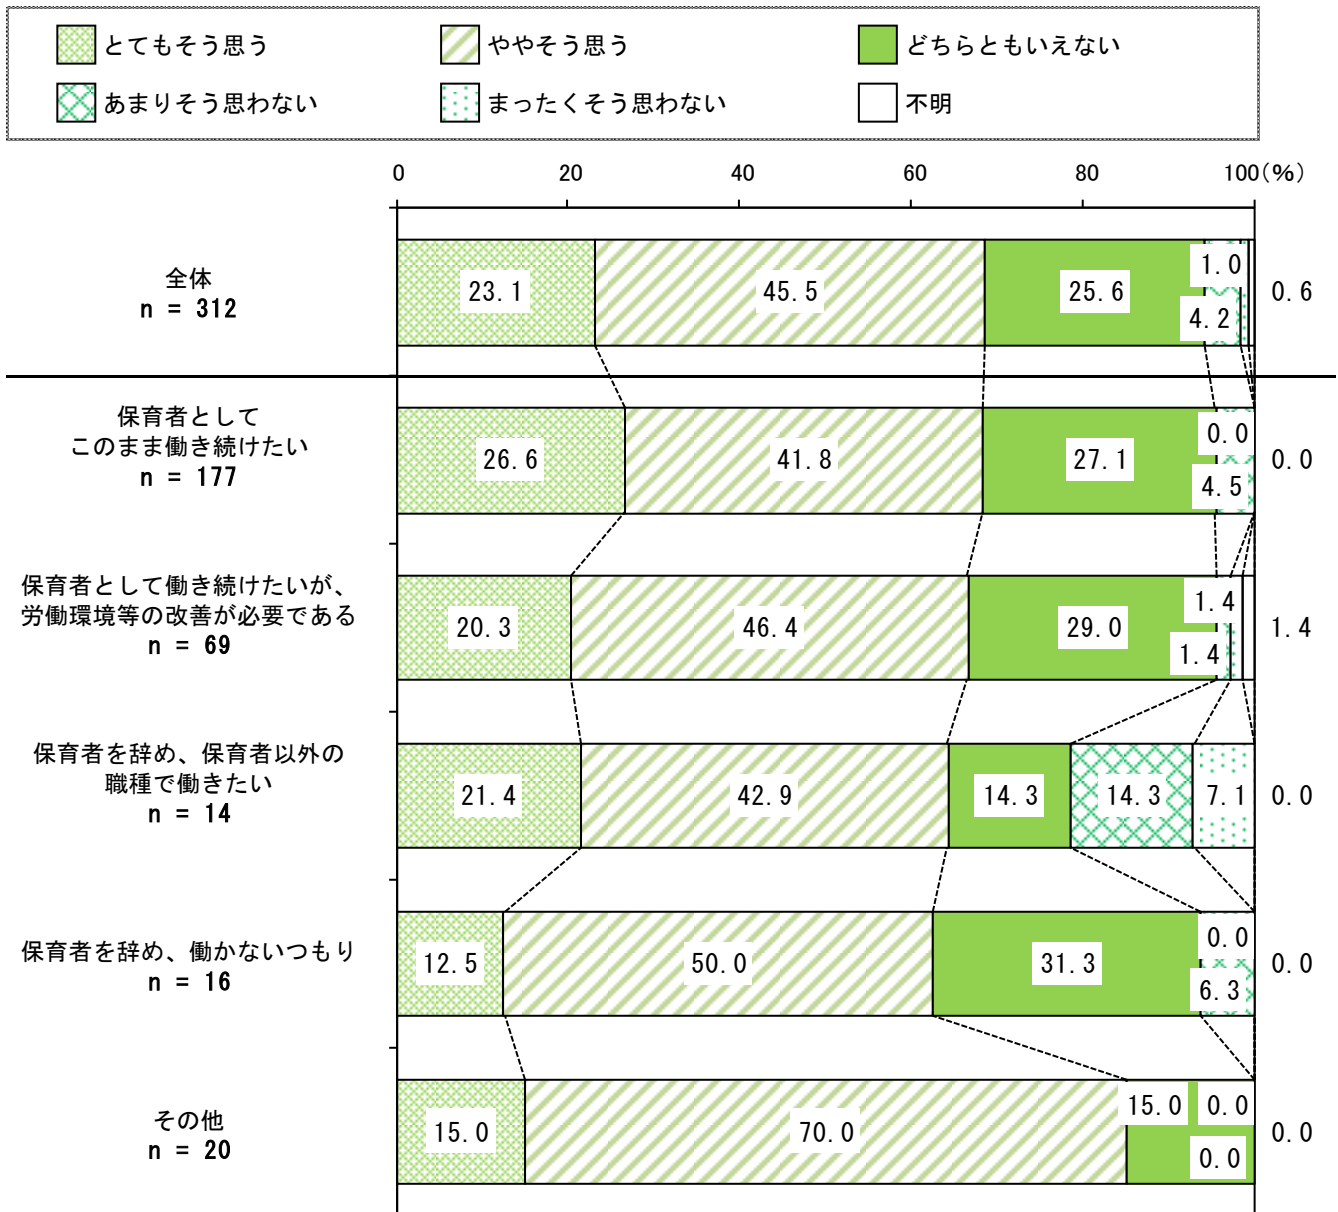 とてもそう思う
ややそう思う
どちらともいえない
あまりそう思わない
まったくそう思わない
不明
0 20 40 60 80 100(%)
全体
n = 312
23.1 45.5 25.6 4.2 1.0 0.6
保育者として
このまま働き続けたい
n = 177
26.6 41.8 27.1 4.5 0.0 0.0
保育者として働き続けたいが、
労働環境等の改善が必要である
n = 69
20.3 46.4 29.0 1.4 1.4 1.4
保育者を辞め、保育者以外の
職種で働きたい
n = 14
21.4 42.9 14.3 14.3 7.1 0.0
保育者を辞め、働かないつもり
n = 16
12.5 50.0 31.3 6.3 0.0 0.0
その他
n = 20
15.0 70.0 15.0 0.0 0.0 0.0